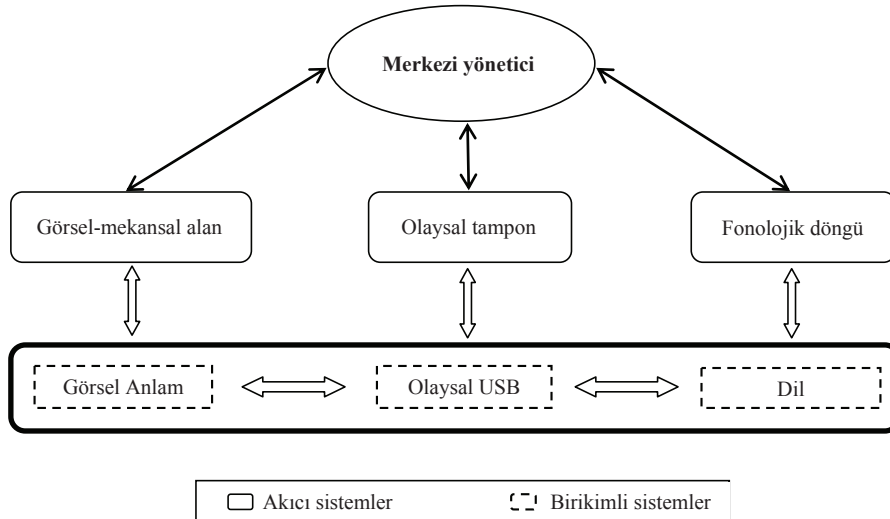 Merkezi yönetici
Görsel-mekansal alan
Olaysal tampon
Fonolojik döngü
Görsel Anlam
Olaysal USB
Dil
Akıcı sistemler
Birikimli sistemler